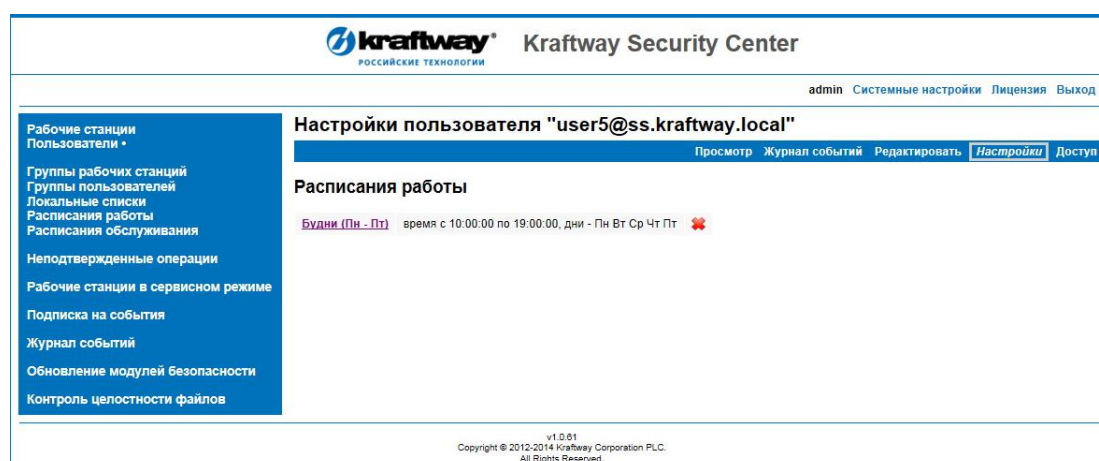 kraftway®
РОССИЙСКИЕ ТЕХНОЛОГИИ
Kraftway Security Center
admin Системные настройки Лицензия Выход
Рабочие станции
Пользователи •
Группы рабочих станций
Группы пользователей
Локальные списки
Расписания работы
Расписания обслуживания
Неподтвержденные операции
Рабочие станции в сервисном режиме
Подписка на события
Журнал событий
Обновление модулей безопасности
Контроль целостности файлов
Настройки пользователя "user5@ss.kraftway.local"
Просмотр Журнал событий Редактировать Настройки Доступ
Расписания работы
Будни (Пн - Пт) время с 10:00:00 по 19:00:00, дни - Пн Вт Ср Чт Пт
v1.0.61
Copyright © 2012-2014 Kraftway Corporation PLC.
All Rights Reserved.